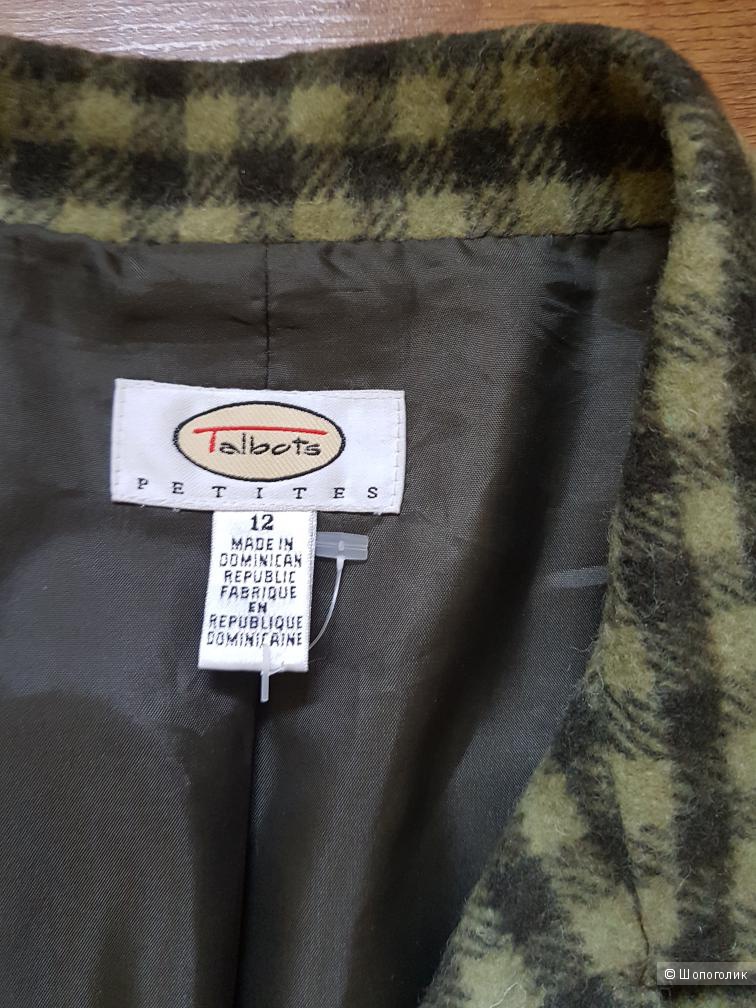 Talbots
PETITES
12
MADE IN
DOMINICAN
REPUBLIC
FABRIQUE
EN
REPUBLIQUE
DOMINICAINE
© Шопоголик